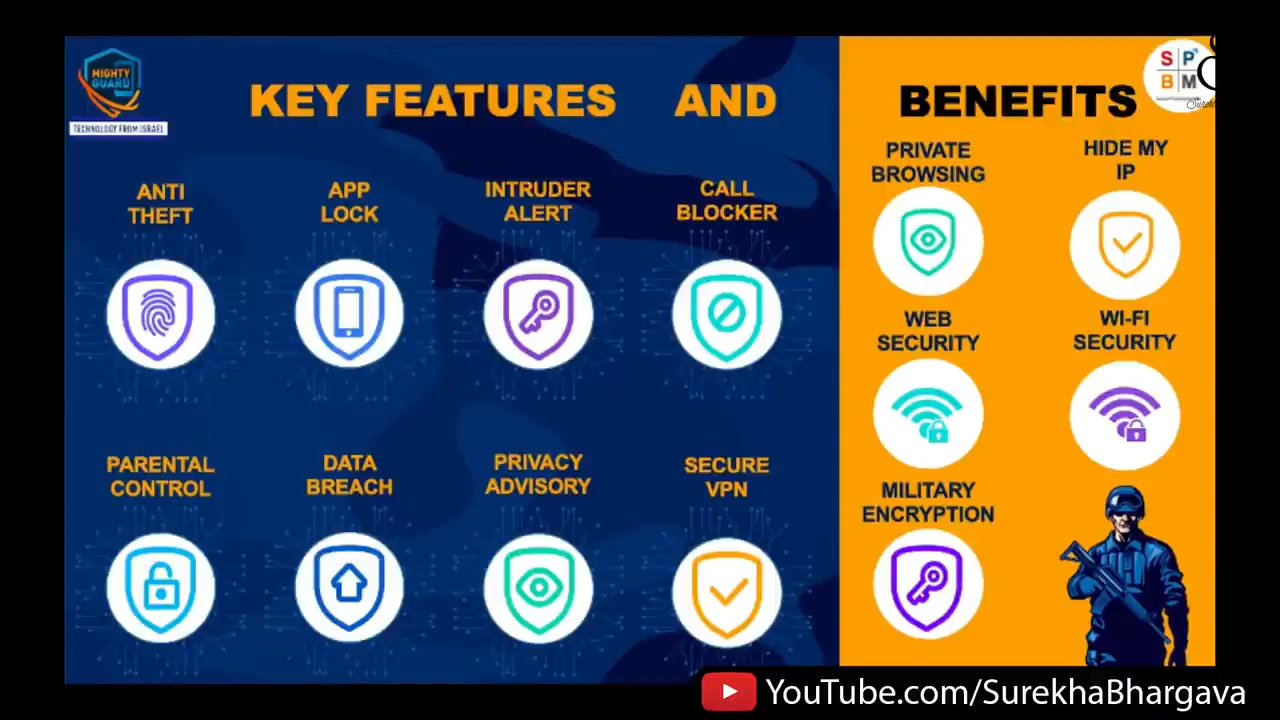 MIGHTY
GUARD
TECHNOLOGY FROM ISRAEL
KEY FEATURES AND BENEFITS
S P
B M
ANTI
THEFT
APP
LOCK
INTRUDER
ALERT
CALL
BLOCKER
PARENTAL
CONTROL
DATA
BREACH
PRIVACY
ADVISORY
SECURE
VPN
PRIVATE
BROWSING
HIDE MY
IP
WEB
SECURITY
WI-FI
SECURITY
MILITARY
ENCRYPTION
YouTube.com/SurekhaBhargava